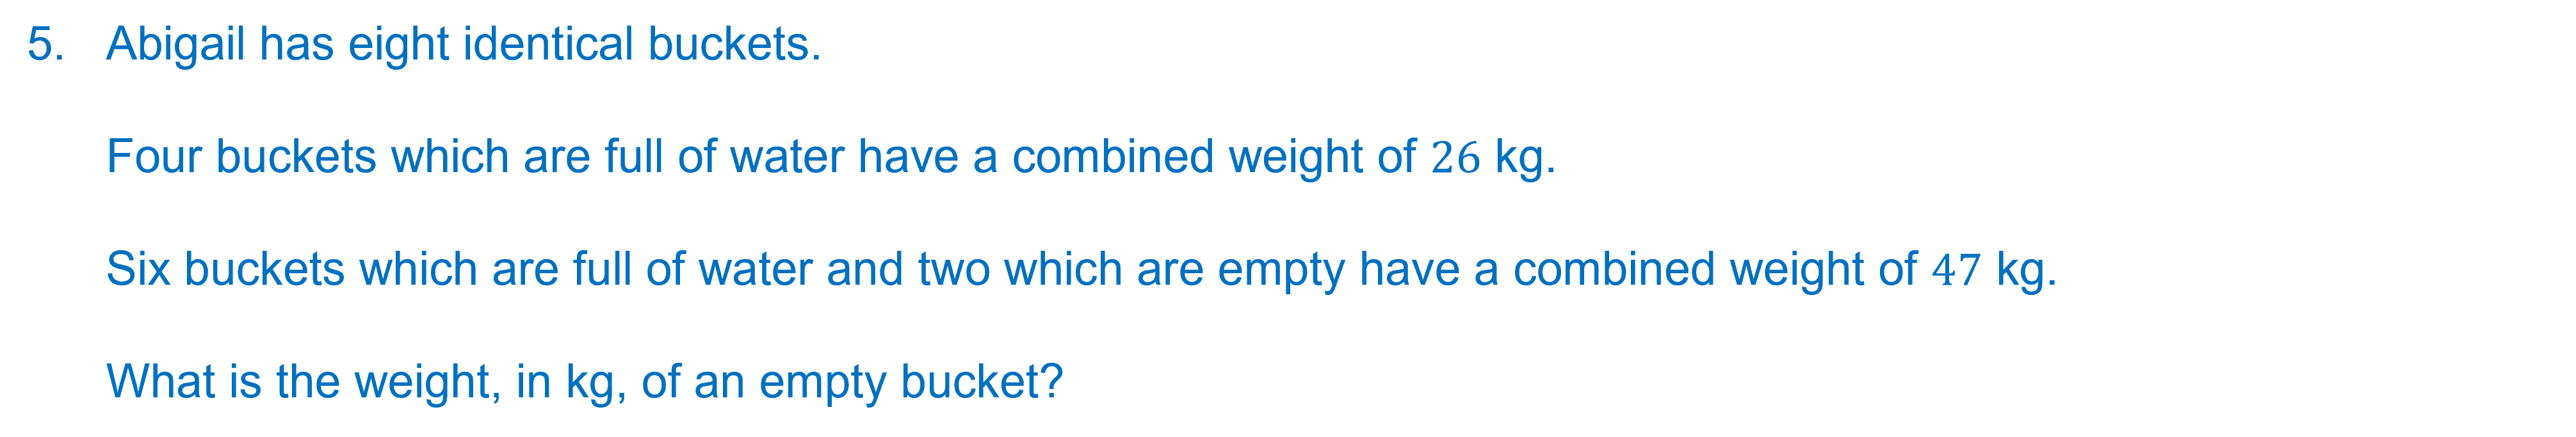 5. Abigail has eight identical buckets.
Four buckets which are full of water have a combined weight of 26 kg.
Six buckets which are full of water and two which are empty have a combined weight of 47 kg.
What is the weight, in kg, of an empty bucket?